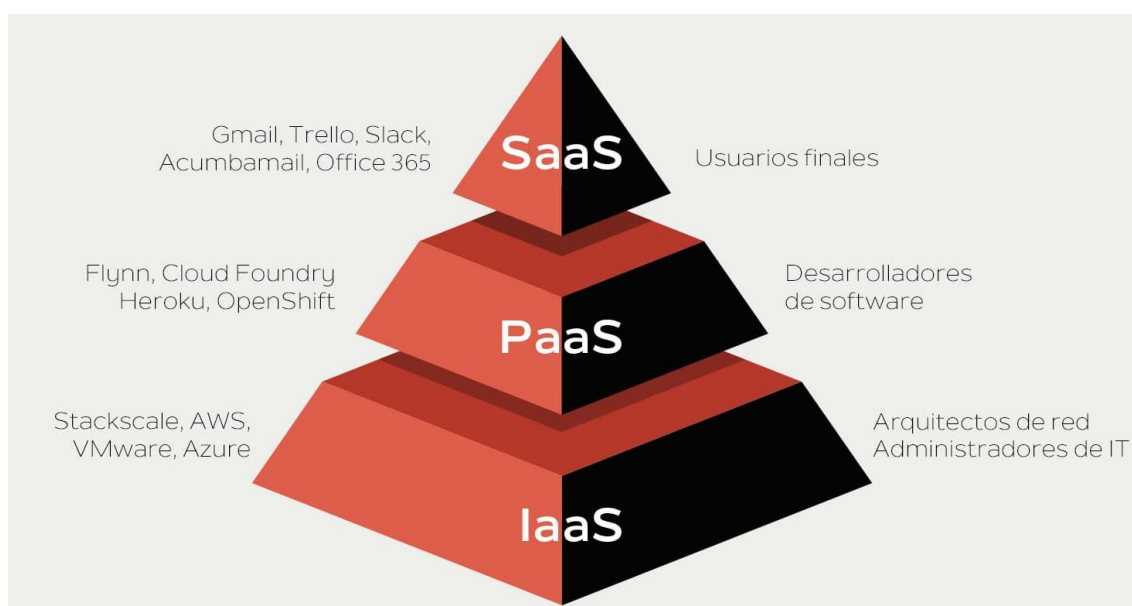 SaaS
Gmail, Trello, Slack,
Acumbamail, Office 365
Usuarios finales
PaaS
Flynn, Cloud Foundry
Heroku, OpenShift
Desarrolladores
de software
IaaS
Stackscale, AWS,
VMware, Azure
Arquitectos de red
Administradores de IT